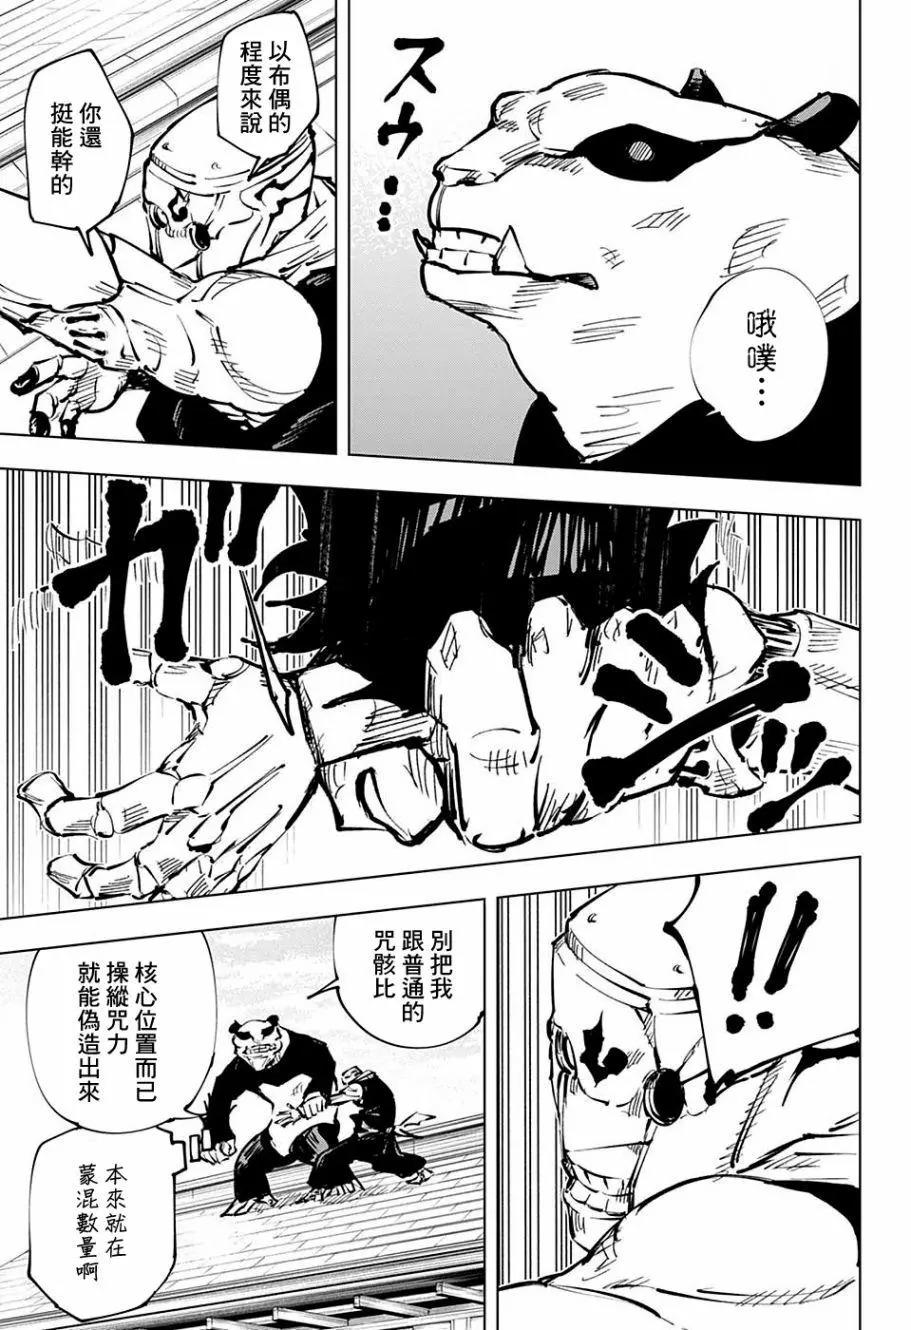 スゥ…
哦噗…
以布偶的
程度來說
你還
挺能幹的
ガシッ
!!
別把我
跟普通的
咒骸比
核心位置而已
操縱咒力
就能偽造出來
本來就在
蒙混數量啊